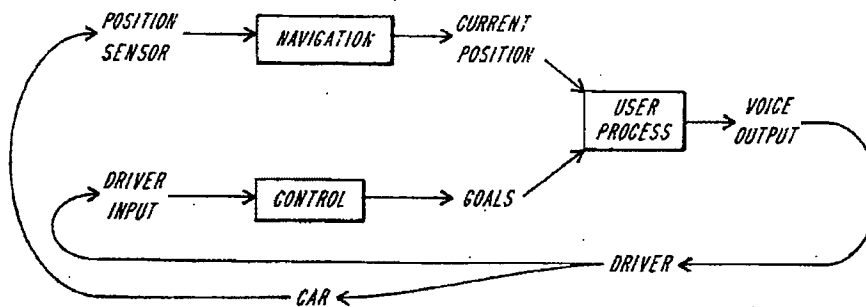 POSITION
SENSOR
NAVIGATION
CURRENT
POSITION
USER
PROCESS
VOICE
OUTPUT
DRIVER
INPUT
CONTROL
GOALS
DRIVER
CAR